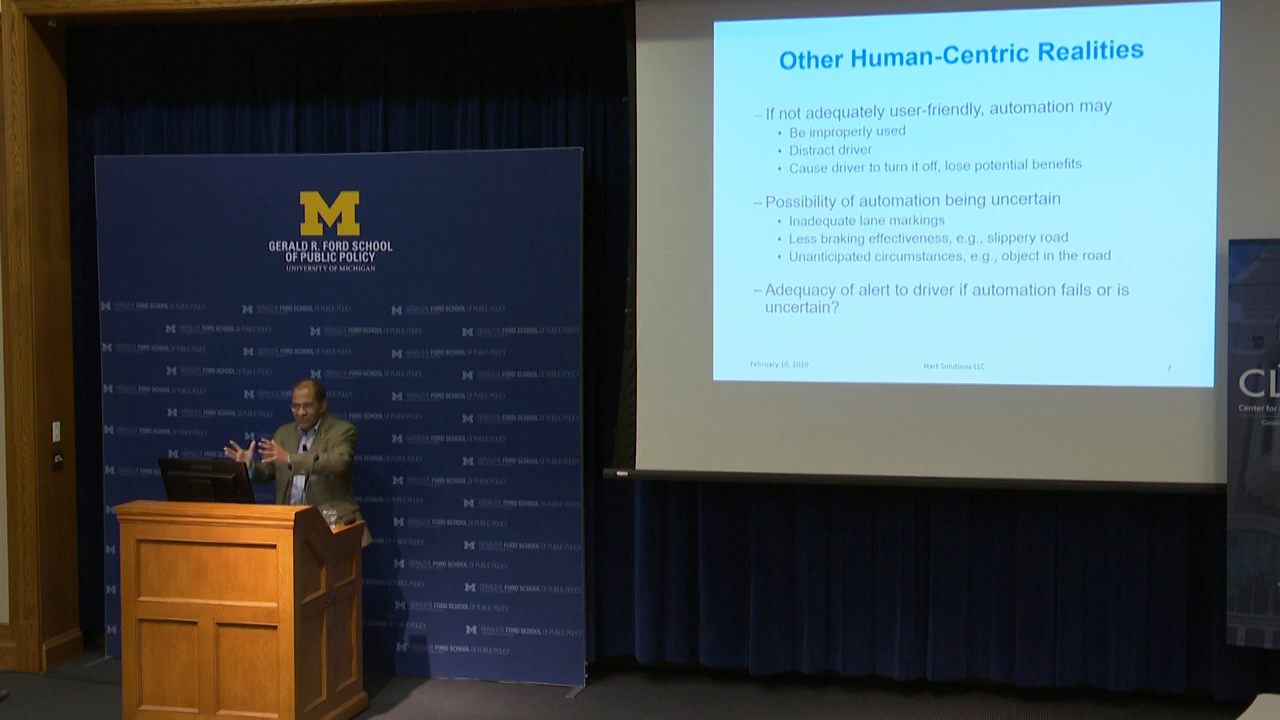 Other Human-Centric Realities
– If not adequately user-friendly, automation may
• Be improperly used
• Distract driver
• Cause driver to turn it off, lose potential benefits
– Possibility of automation being uncertain
• Inadequate lane markings
• Less braking effectiveness, e.g., slippery road
• Unanticipated circumstances, e.g., object in the road
– Adequacy of alert to driver if automation fails or is
uncertain?
February 10, 2020
Hart Solutions LLC
7
M
GERALD R. FORD SCHOOL
OF PUBLIC POLICY
UNIVERSITY OF MICHIGAN
Center for